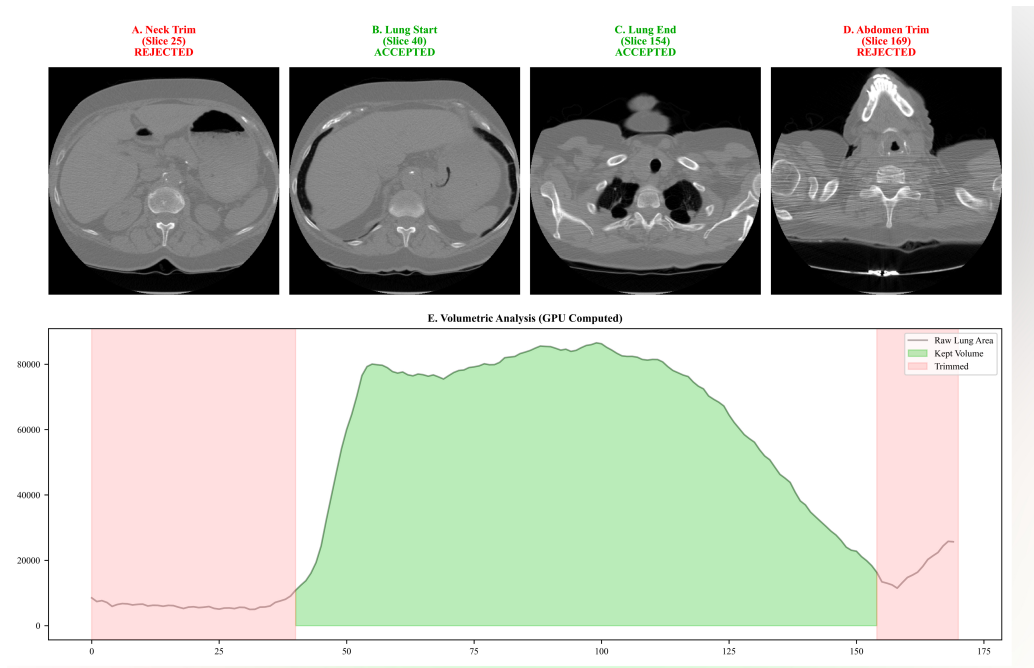 A. Neck Trim
(Slice 25)
REJECTED
B. Lung Start
(Slice 40)
ACCEPTED
C. Lung End
(Slice 154)
ACCEPTED
D. Abdomen Trim
(Slice 169)
REJECTED
E. Volumetric Analysis (GPU Computed)
Raw Lung Area
Kept Volume
Trimmed
80000
60000
40000
20000
0
0
25
50
75
100
125
150
175